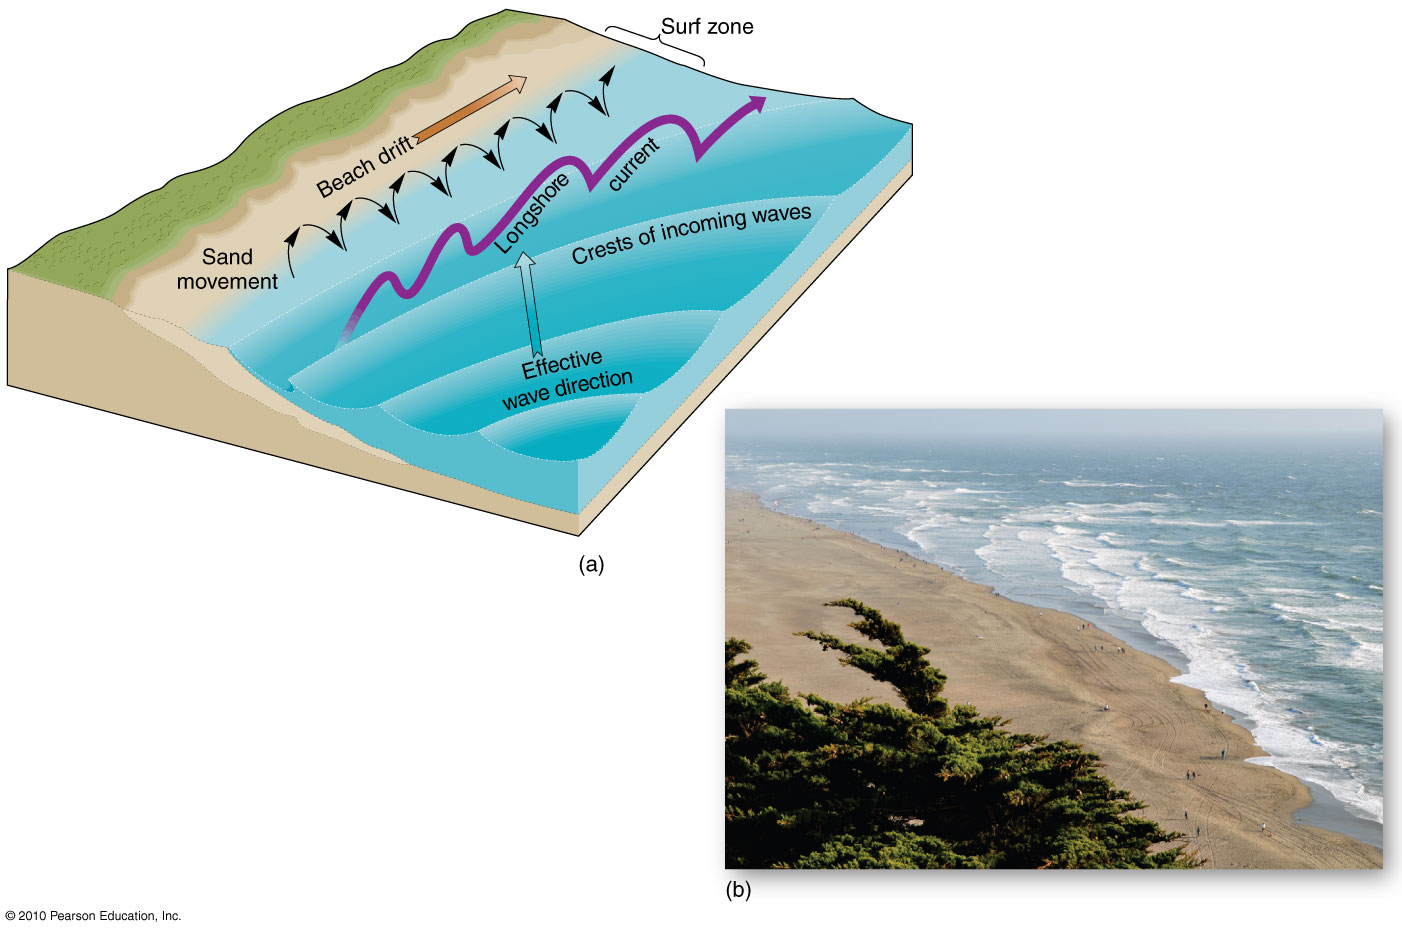 Surf zone
Beach drift
Sand
movement
Longshore
current
Crests of incoming waves
Effective
wave direction
(a)
(b)
© 2010 Pearson Education, Inc.